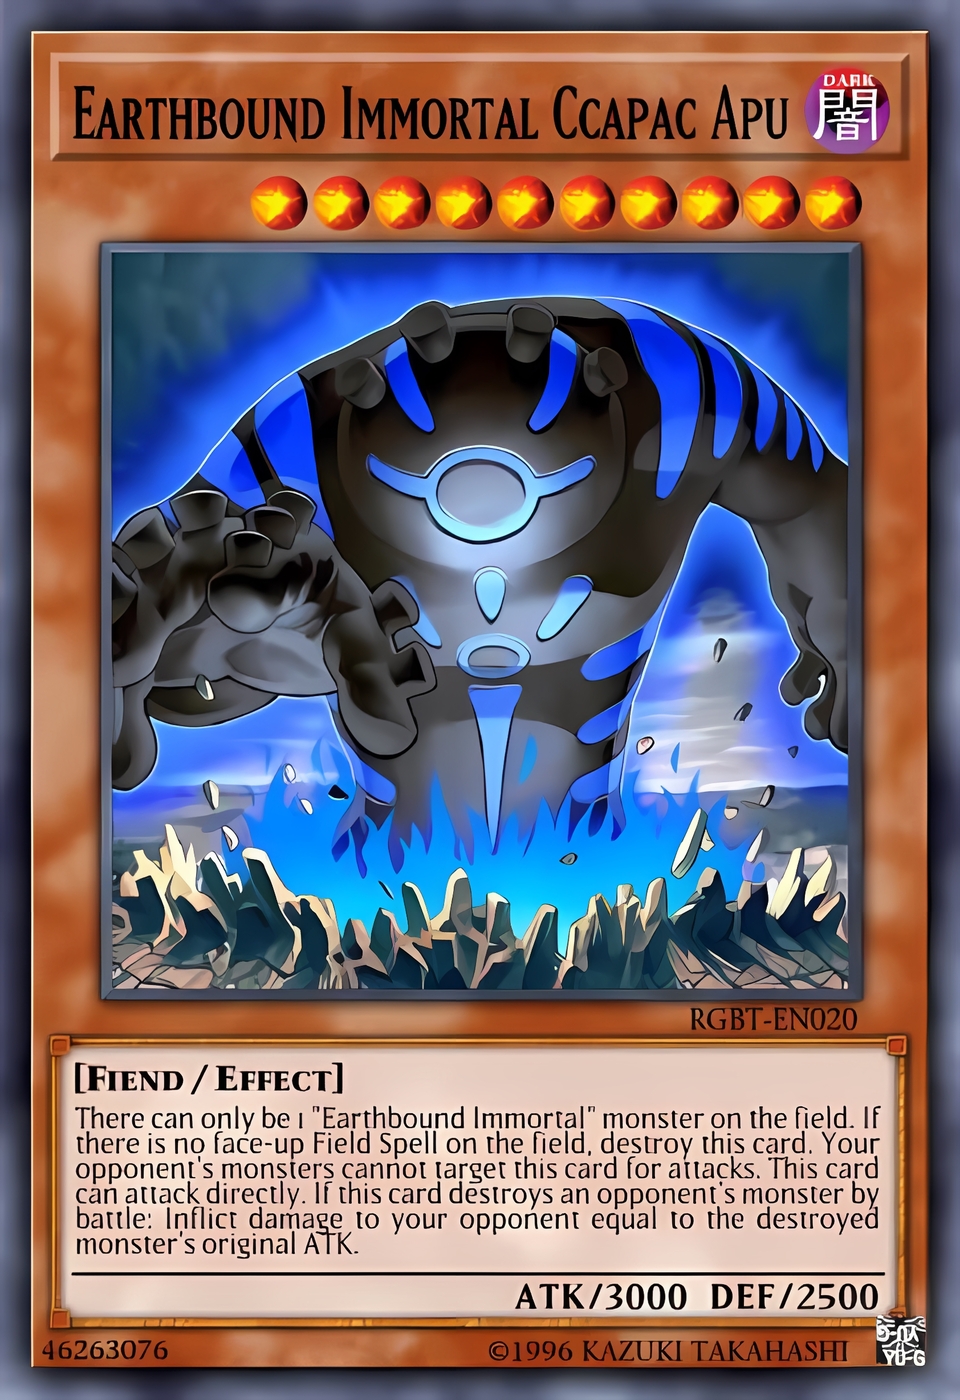 EARTHBOUND IMMORTAL CCAPAC APU
DARK
闇
RGBT-EN020
[FIEND / EFFECT]
There can only be 1 "Earthbound Immortal" monster on the field. If
there is no face-up Field Spell on the field, destroy this card. Your
opponent's monsters cannot target this card for attacks. This card
can attack directly. If this card destroys an opponent's monster by
battle: Inflict damage to your opponent equal to the destroyed
monster's original ATK.
ATK/3000 DEF/2500
46263076
©1996 KAZUKI TAKAHASHI